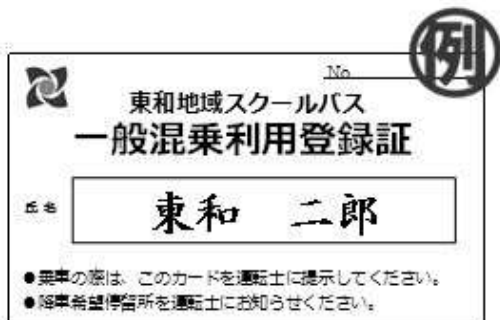 例
No.
東和地域スクールバス
一般混乗利用登録証
氏名 東和 二郎
●乗車の際は、このカードを運転士に提示してください。
●降車希望停留所を運転士にお知らせください。